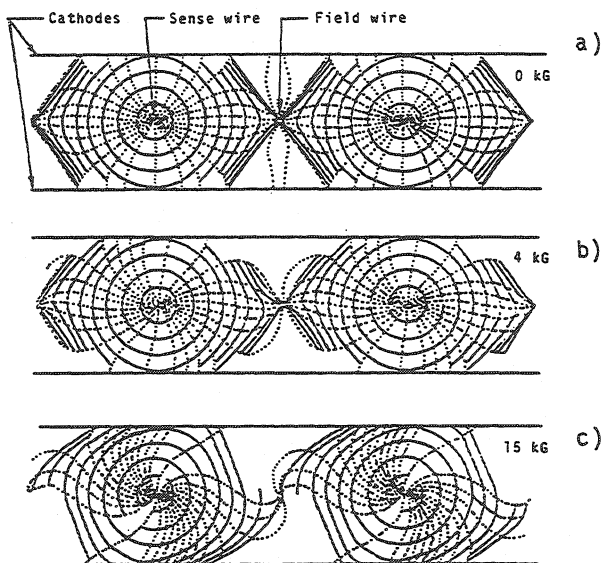 Cathodes Sense wire Field wire
a)
0 kG
b)
4 kG
c)
15 kG